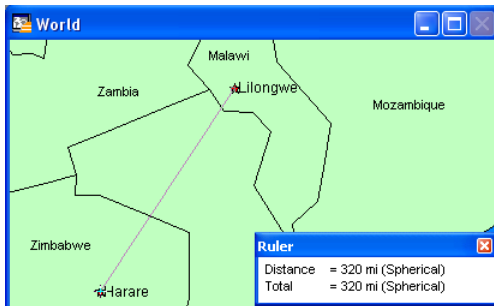 World
Malawi
Lilongwe
Zambia
Mozambique
Zimbabwe
Harare
Ruler
Distance = 320 mi (Spherical)
Total = 320 mi (Spherical)